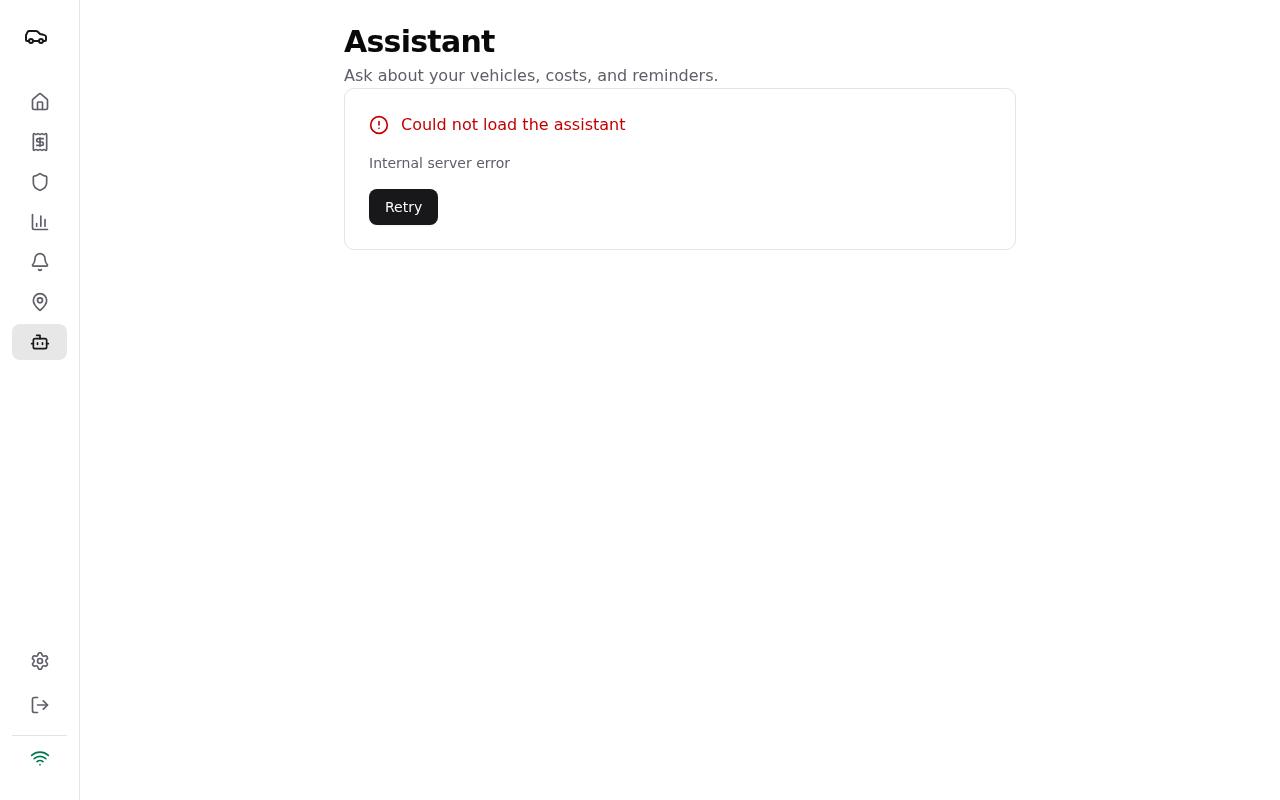 Assistant
Ask about your vehicles, costs, and reminders.
Could not load the assistant
Internal server error
Retry